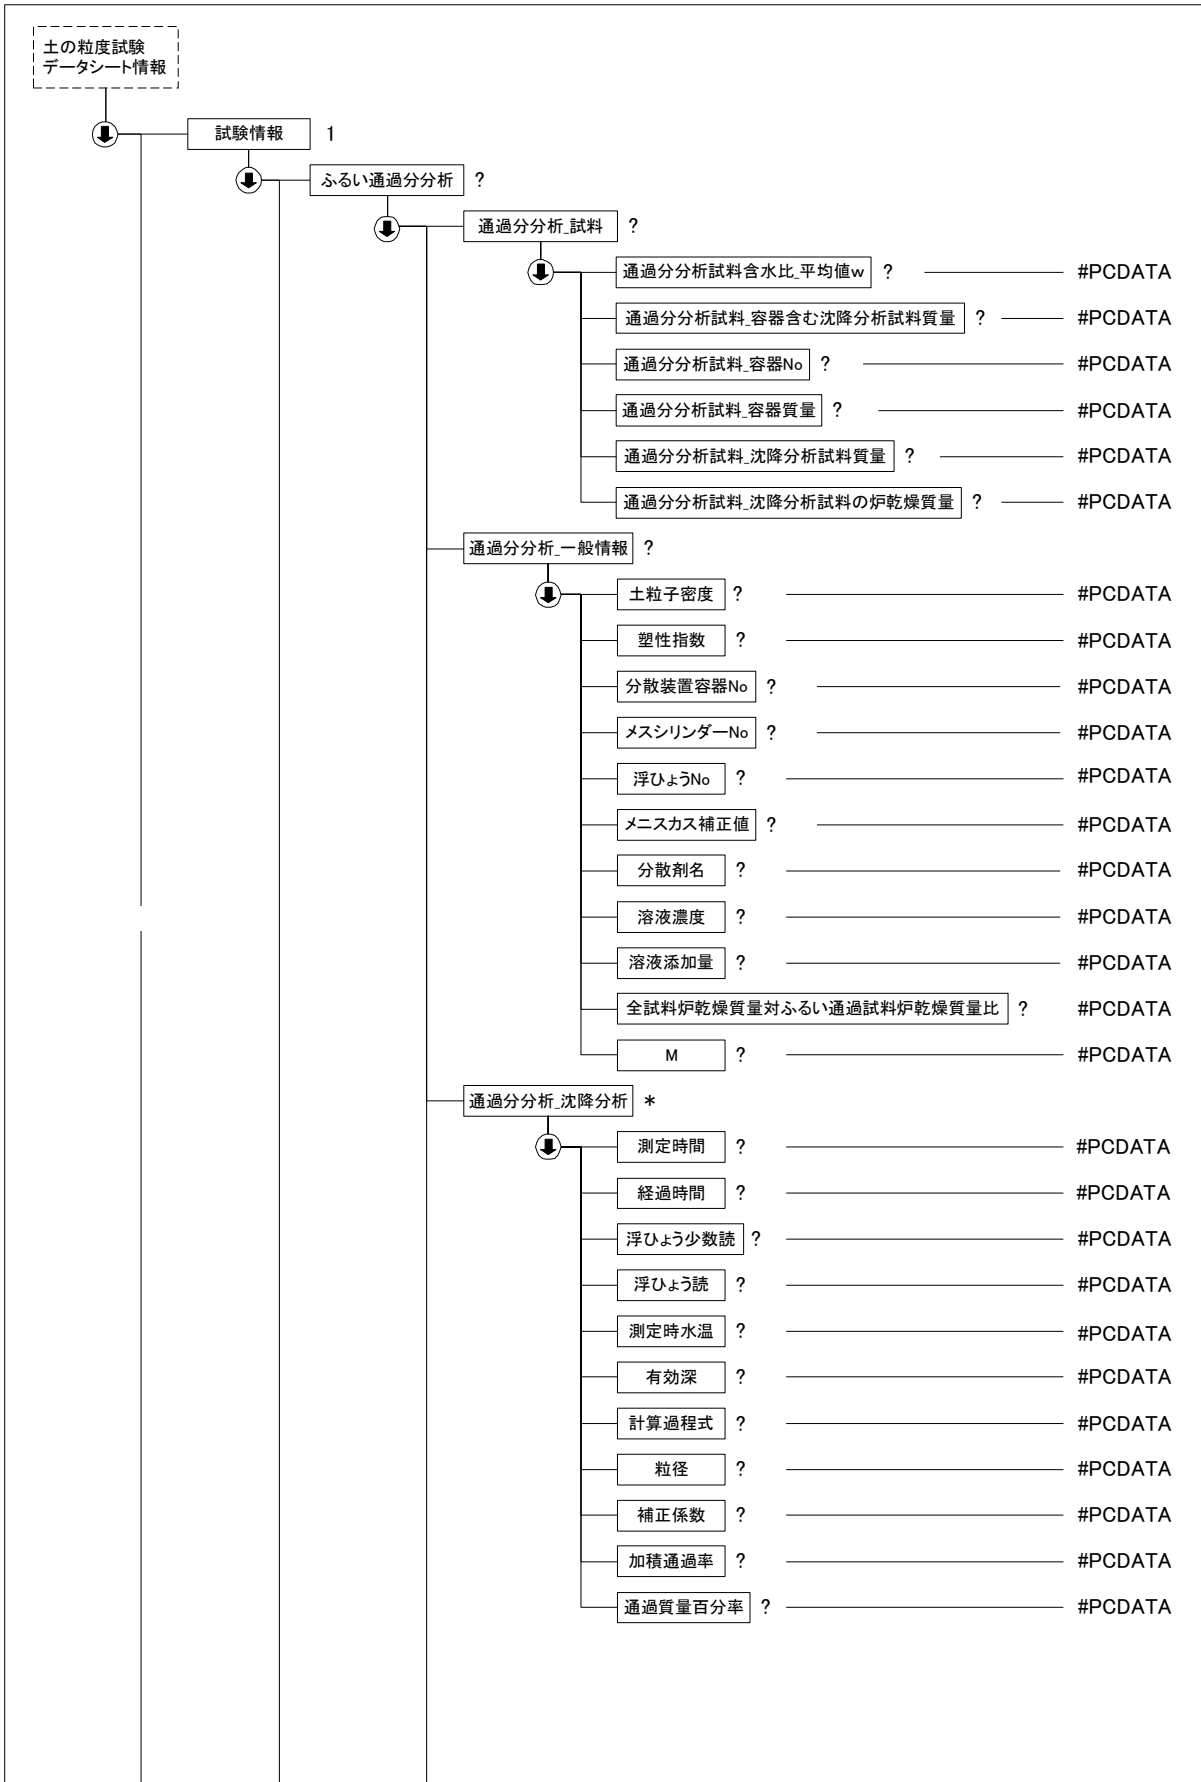 土の粒度試験
データシート情報
試験情報 1
ふるい通過分分析 ?
通過分分析_試料 ?
通過分分析試料含水比_平均値w ? #PCDATA
通過分分析試料_容器含む沈降分析試料質量 ? #PCDATA
通過分分析試料_容器No ? #PCDATA
通過分分析試料_容器質量 ? #PCDATA
通過分分析試料_沈降分析試料質量 ? #PCDATA
通過分分析試料_沈降分析試料の炉乾燥質量 ? #PCDATA
通過分分析_一般情報 ?
土粒子密度 ? #PCDATA
塑性指数 ? #PCDATA
分散装置容器No ? #PCDATA
メスシリンダーNo ? #PCDATA
浮ひょうNo ? #PCDATA
メニスカス補正値 ? #PCDATA
分散剤名 ? #PCDATA
溶液濃度 ? #PCDATA
溶液添加量 ? #PCDATA
全試料炉乾燥質量対ふるい通過試料炉乾燥質量比 ? #PCDATA
M ? #PCDATA
通過分分析_沈降分析 *
測定時間 ? #PCDATA
経過時間 ? #PCDATA
浮ひょう少数読 ? #PCDATA
浮ひょう読 ? #PCDATA
測定時水温 ? #PCDATA
有効深 ? #PCDATA
計算過程式 ? #PCDATA
粒径 ? #PCDATA
補正係数 ? #PCDATA
加積通過率 ? #PCDATA
通過質量百分率 ? #PCDATA